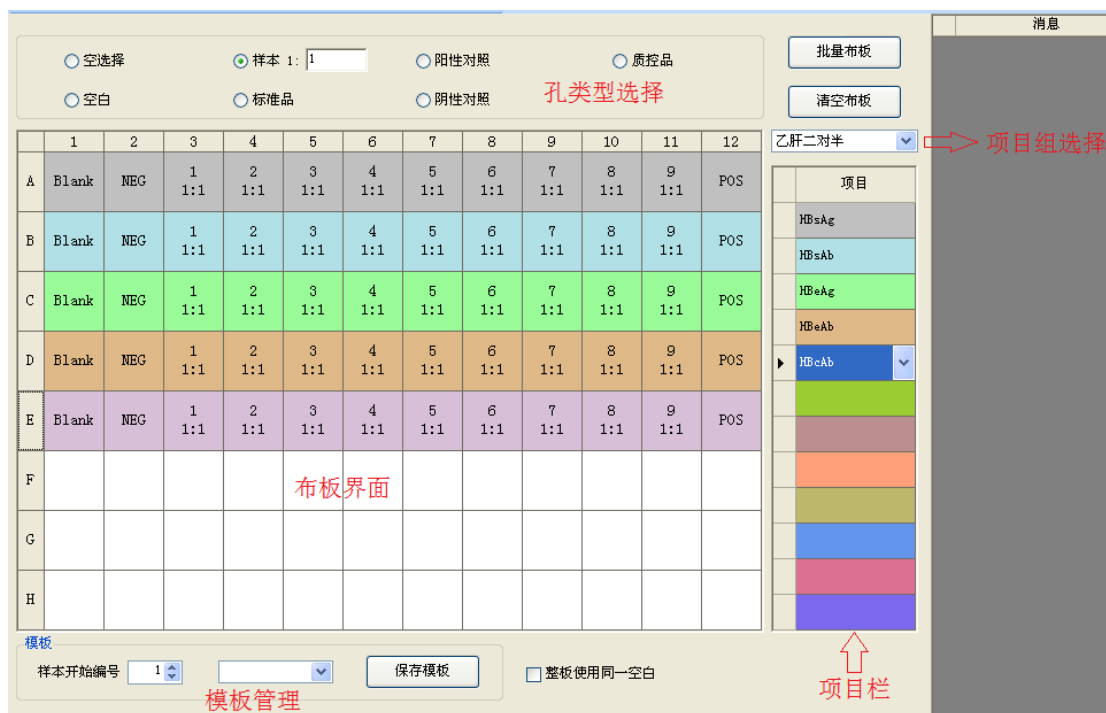 消息
空选择 样本 1: 1 阳性对照 质控品 批量布板
空白 标准品 阴性对照 孔类型选择 清空布板
1 2 3 4 5 6 7 8 9 10 11 12 乙肝二对半 项目组选择
A Blank NEG 1 1:1 2 1:1 3 1:1 4 1:1 5 1:1 6 1:1 7 1:1 8 1:1 9 1:1 POS
B Blank NEG 1 1:1 2 1:1 3 1:1 4 1:1 5 1:1 6 1:1 7 1:1 8 1:1 9 1:1 POS
C Blank NEG 1 1:1 2 1:1 3 1:1 4 1:1 5 1:1 6 1:1 7 1:1 8 1:1 9 1:1 POS
D Blank NEG 1 1:1 2 1:1 3 1:1 4 1:1 5 1:1 6 1:1 7 1:1 8 1:1 9 1:1 POS
E Blank NEG 1 1:1 2 1:1 3 1:1 4 1:1 5 1:1 6 1:1 7 1:1 8 1:1 9 1:1 POS
F
布板界面
G
H
项目
HBsAg
HBsAb
HBeAg
HBeAb
HBcAb
模板
样本开始编号 1 保存模板 整板使用同一空白
模板管理
项目栏